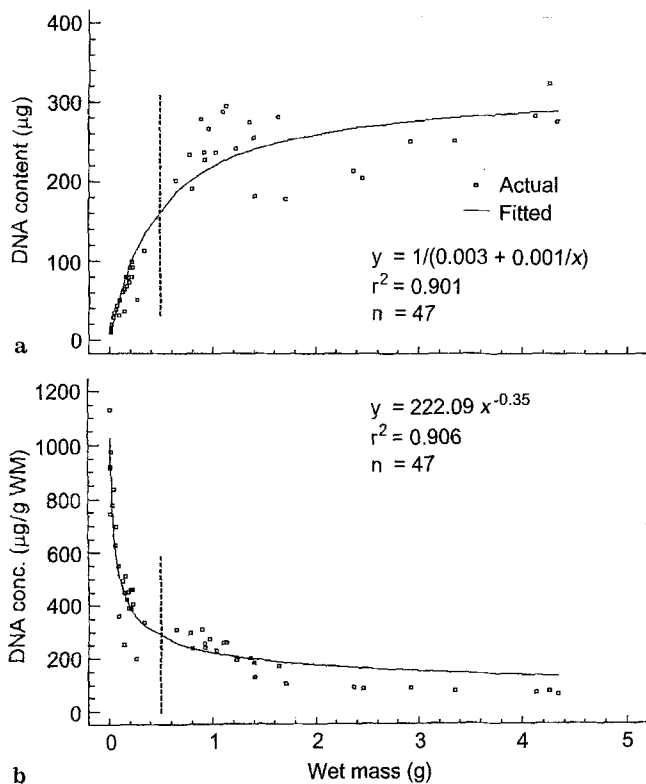 400
300
200
100
0
DNA content (µg)
Actual
Fitted
y = 1/(0.003 + 0.001/x)
r² = 0.901
n = 47
a
1200
1000
800
600
400
200
0
DNA conc. (µg/g WM)
y = 222.09 x⁻⁰·³⁵
r² = 0.906
n = 47
0 1 2 3 4 5
Wet mass (g)
b